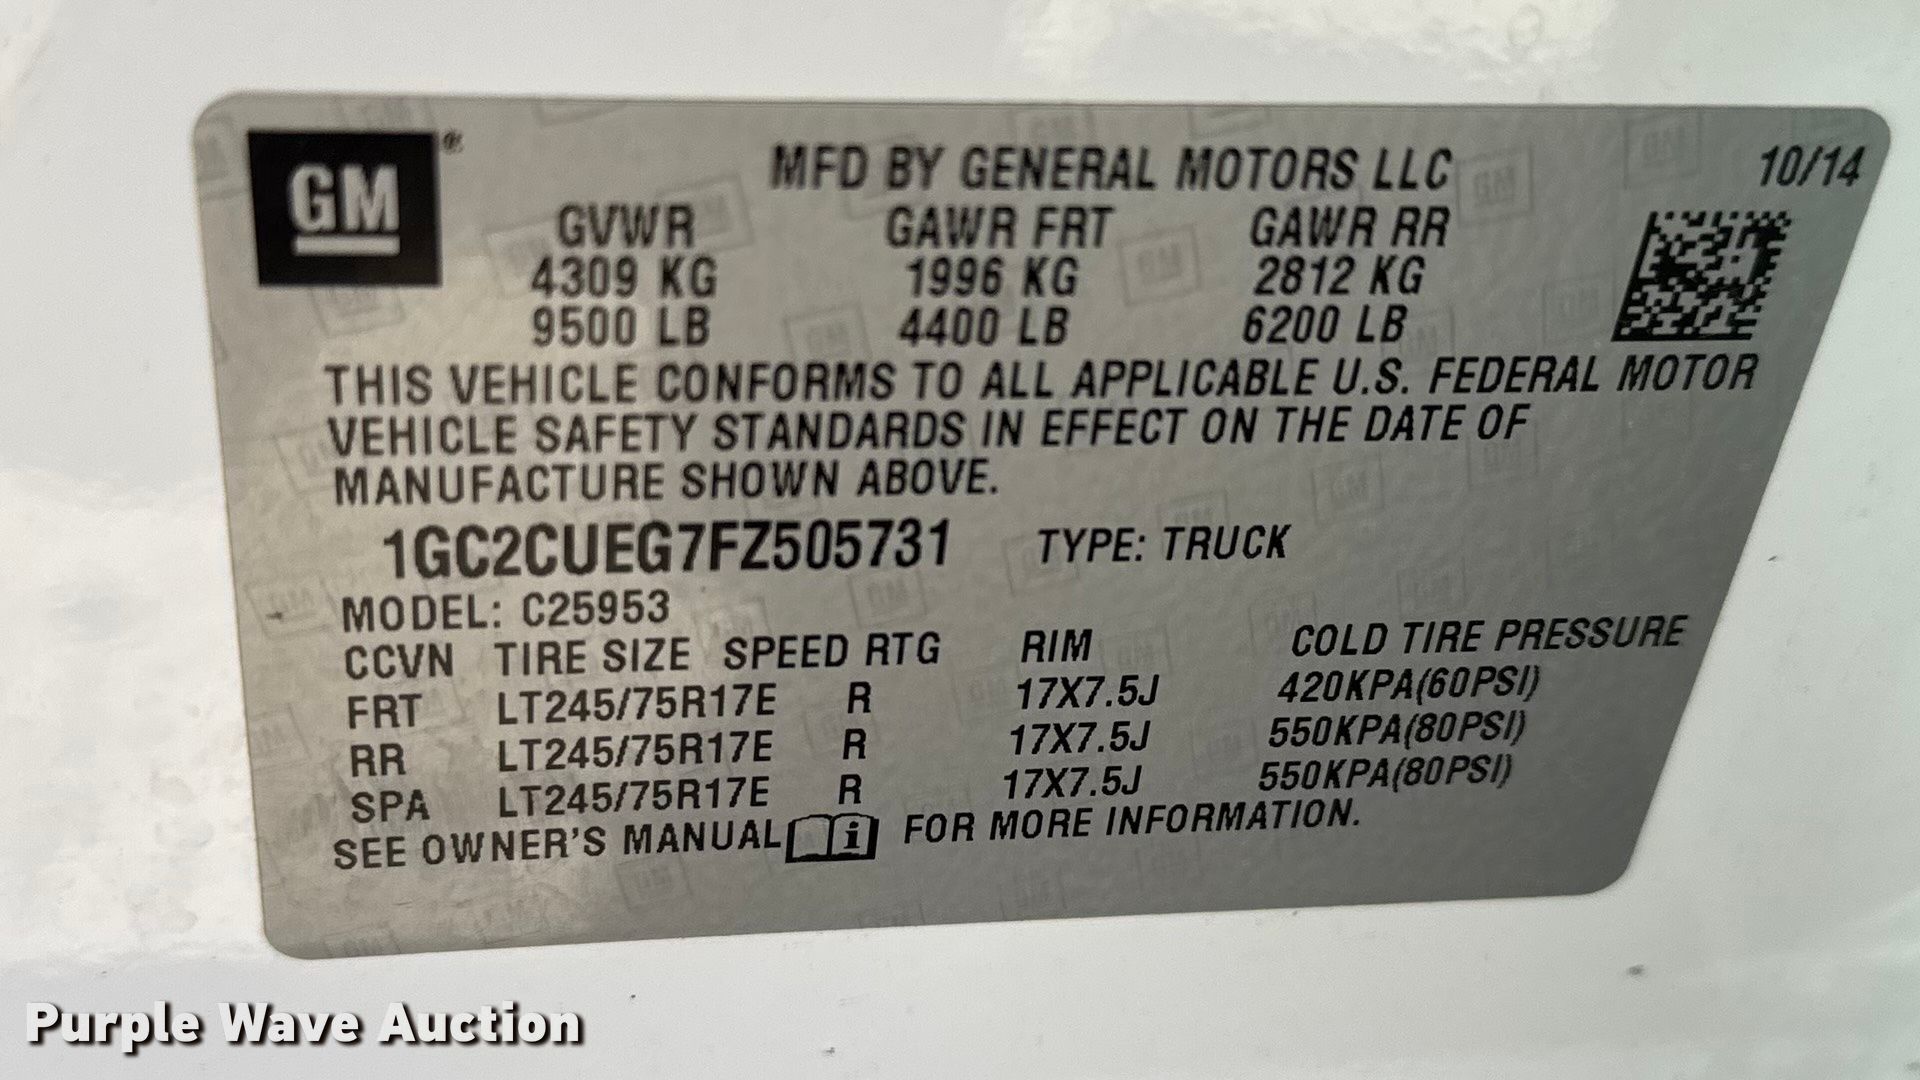 GM®
MFD BY GENERAL MOTORS LLC 10/14
GVWR GAWR FRT GAWR RR
4309 KG 1996 KG 2812 KG
9500 LB 4400 LB 6200 LB
THIS VEHICLE CONFORMS TO ALL APPLICABLE U.S. FEDERAL MOTOR
VEHICLE SAFETY STANDARDS IN EFFECT ON THE DATE OF
MANUFACTURE SHOWN ABOVE.
1GC2CUEG7FZ505731 TYPE: TRUCK
MODEL: C25953
CCVN TIRE SIZE SPEED RTG RIM COLD TIRE PRESSURE
FRT LT245/75R17E R 17X7.5J 420KPA(60PSI)
RR LT245/75R17E R 17X7.5J 550KPA(80PSI)
SPA LT245/75R17E R 17X7.5J 550KPA(80PSI)
SEE OWNER'S MANUAL i FOR MORE INFORMATION.
Purple Wave Auction